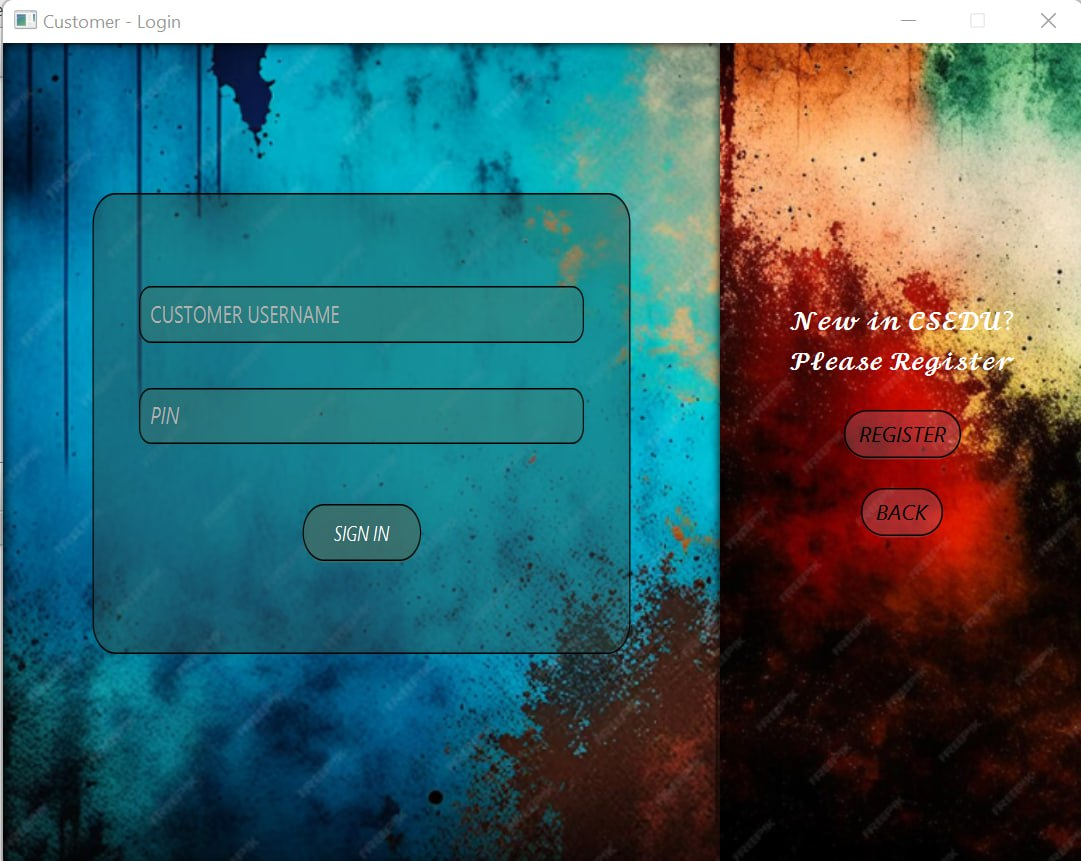 Customer - Login
CUSTOMER USERNAME
PIN
SIGN IN
New in CSEDU?
Please Register
REGISTER
BACK